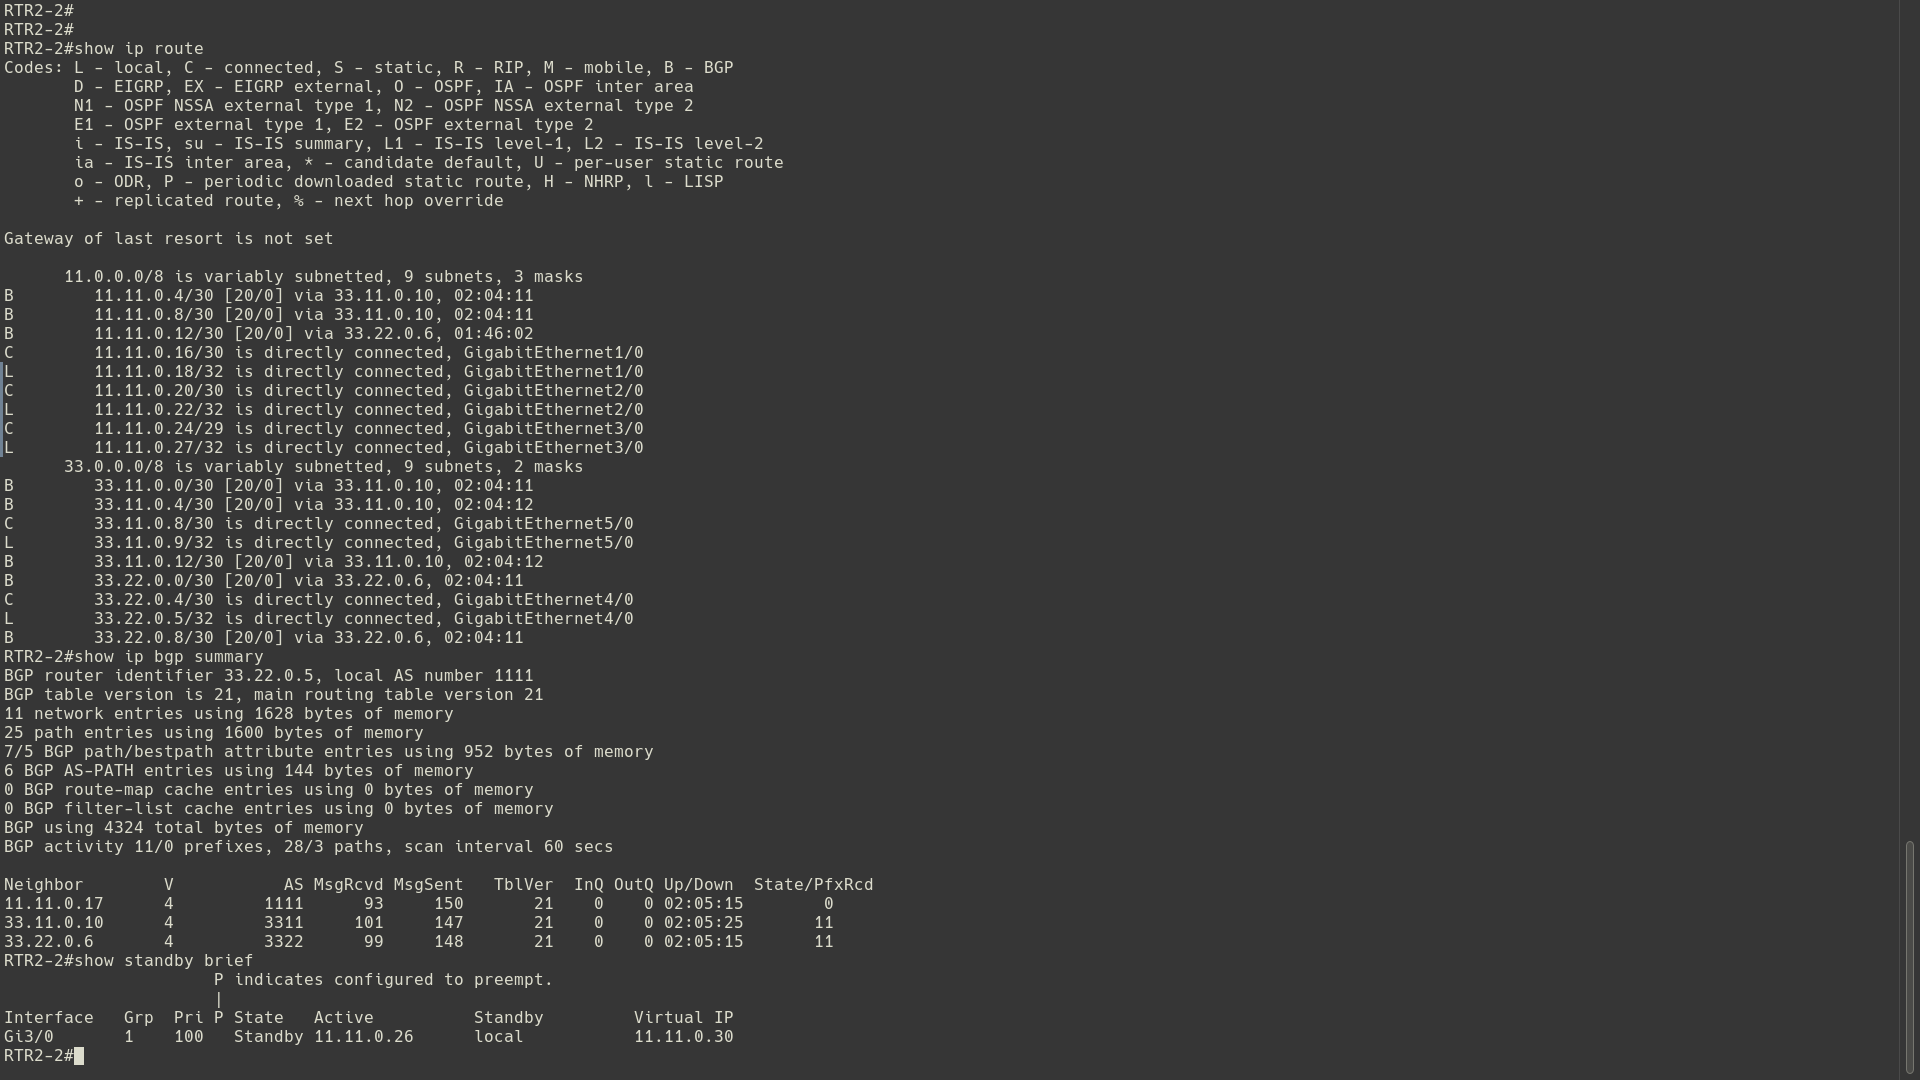 RTR2-2#
RTR2-2#
RTR2-2#show ip route
Codes: L - local, C - connected, S - static, R - RIP, M - mobile, B - BGP
       D - EIGRP, EX - EIGRP external, O - OSPF, IA - OSPF inter area
       N1 - OSPF NSSA external type 1, N2 - OSPF NSSA external type 2
       E1 - OSPF external type 1, E2 - OSPF external type 2
       i - IS-IS, su - IS-IS summary, L1 - IS-IS level-1, L2 - IS-IS level-2
       ia - IS-IS inter area, * - candidate default, U - per-user static route
       o - ODR, P - periodic downloaded static route, H - NHRP, l - LISP
       + - replicated route, % - next hop override

Gateway of last resort is not set

      11.0.0.0/8 is variably subnetted, 9 subnets, 3 masks
B        11.11.0.4/30 [20/0] via 33.11.0.10, 02:04:11
B        11.11.0.8/30 [20/0] via 33.11.0.10, 02:04:11
B        11.11.0.12/30 [20/0] via 33.22.0.6, 01:46:02
C        11.11.0.16/30 is directly connected, GigabitEthernet1/0
L        11.11.0.18/32 is directly connected, GigabitEthernet1/0
C        11.11.0.20/30 is directly connected, GigabitEthernet2/0
L        11.11.0.22/32 is directly connected, GigabitEthernet2/0
C        11.11.0.24/29 is directly connected, GigabitEthernet3/0
L        11.11.0.27/32 is directly connected, GigabitEthernet3/0
      33.0.0.0/8 is variably subnetted, 9 subnets, 2 masks
B        33.11.0.0/30 [20/0] via 33.11.0.10, 02:04:11
B        33.11.0.4/30 [20/0] via 33.11.0.10, 02:04:12
C        33.11.0.8/30 is directly connected, GigabitEthernet5/0
L        33.11.0.9/32 is directly connected, GigabitEthernet5/0
B        33.11.0.12/30 [20/0] via 33.11.0.10, 02:04:12
B        33.22.0.0/30 [20/0] via 33.22.0.6, 02:04:11
C        33.22.0.4/30 is directly connected, GigabitEthernet4/0
L        33.22.0.5/32 is directly connected, GigabitEthernet4/0
B        33.22.0.8/30 [20/0] via 33.22.0.6, 02:04:11
RTR2-2#show ip bgp summary
BGP router identifier 33.22.0.5, local AS number 1111
BGP table version is 21, main routing table version 21
11 network entries using 1628 bytes of memory
25 path entries using 1600 bytes of memory
7/5 BGP path/bestpath attribute entries using 952 bytes of memory
6 BGP AS-PATH entries using 144 bytes of memory
0 BGP route-map cache entries using 0 bytes of memory
0 BGP filter-list cache entries using 0 bytes of memory
BGP using 4324 total bytes of memory
BGP activity 11/0 prefixes, 28/3 paths, scan interval 60 secs

Neighbor        V           AS MsgRcvd MsgSent   TblVer  InQ OutQ Up/Down  State/PfxRcd
11.11.0.17      4         1111      93     150       21    0    0 02:05:15        0
33.11.0.10      4         3311     101     147       21    0    0 02:05:25       11
33.22.0.6       4         3322      99     148       21    0    0 02:05:15       11
RTR2-2#show standby brief
                     P indicates configured to preempt.
                     |
Interface   Grp  Pri P State   Active          Standby         Virtual IP
Gi3/0       1    100   Standby 11.11.0.26      local           11.11.0.30
RTR2-2#